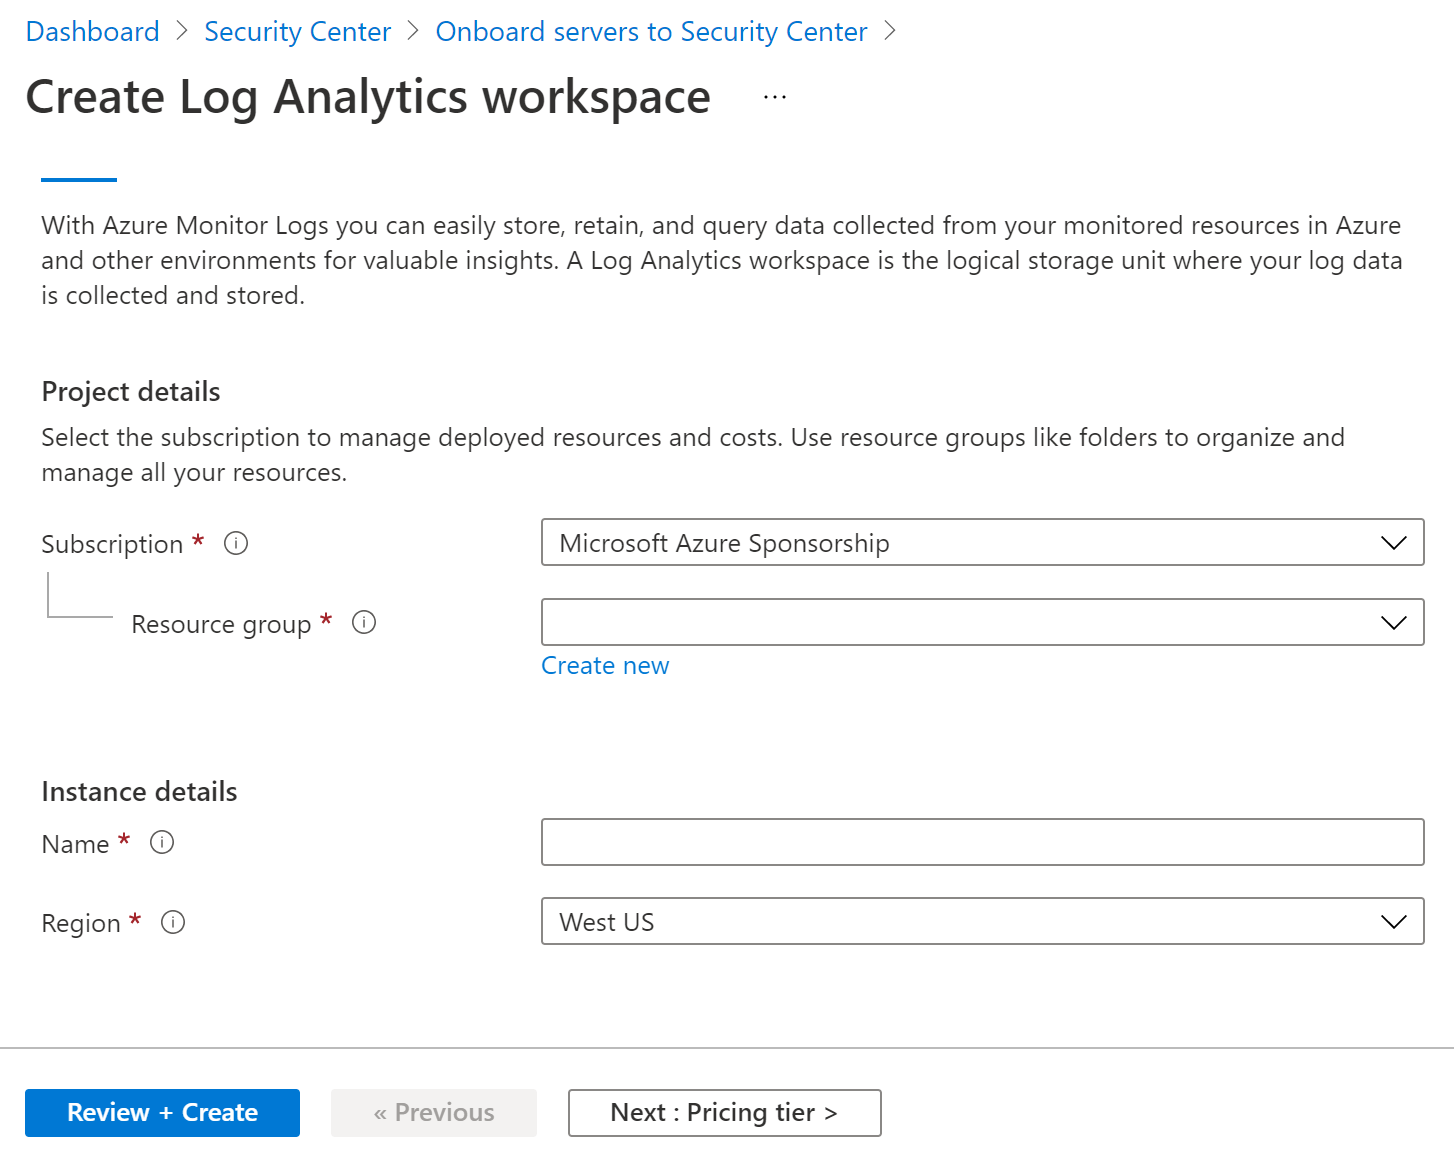 Dashboard > Security Center > Onboard servers to Security Center >
Create Log Analytics workspace ...
With Azure Monitor Logs you can easily store, retain, and query data collected from your monitored resources in Azure
and other environments for valuable insights. A Log Analytics workspace is the logical storage unit where your log data
is collected and stored.
Project details
Select the subscription to manage deployed resources and costs. Use resource groups like folders to organize and
manage all your resources.
Subscription * Microsoft Azure Sponsorship
Resource group *
Create new
Instance details
Name *
Region * West US
Review + Create « Previous Next : Pricing tier >